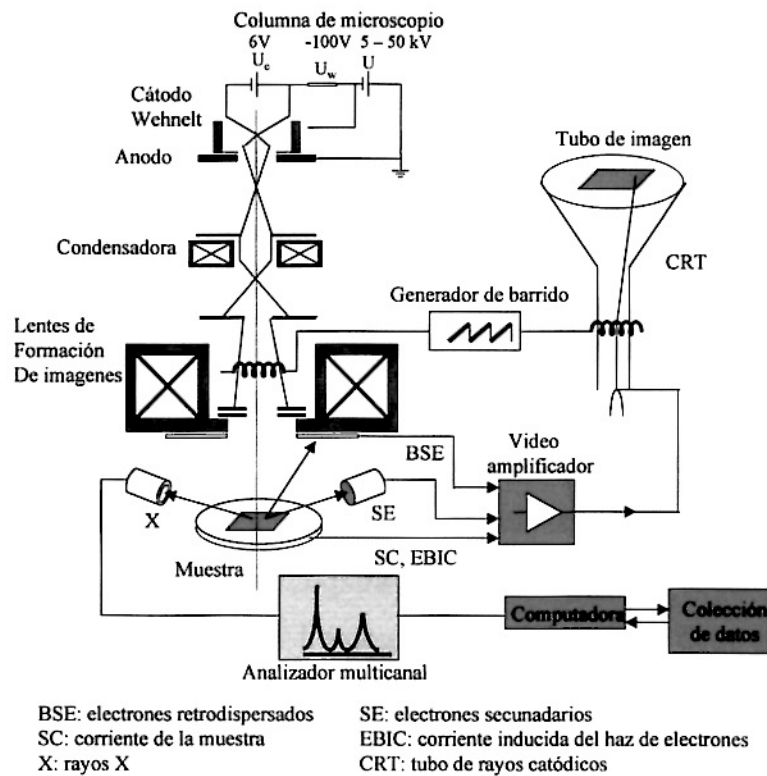 Columna de microscopio
6V -100V 5 – 50 kV
Ue Uw U
Cátodo
Wehnelt
Anodo
Tubo de imagen
Condensadora
CRT
Generador de barrido
Lentes de
Formación
De imagenes
BSE
Video
amplificador
X
SE
Muestra
SC, EBIC
Computadora
Colección
de datos
Analizador multicanal
BSE: electrones retrodispersados
SE: electrones secunadarios
SC: corriente de la muestra
EBIC: corriente inducida del haz de electrones
X: rayos X
CRT: tubo de rayos catódicos